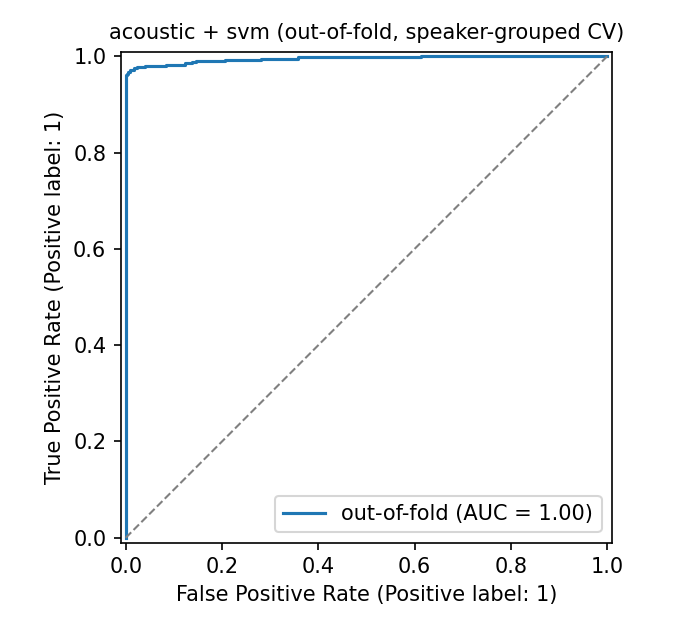 acoustic + svm (out-of-fold, speaker-grouped CV)
1.0
0.8
0.6
0.4
0.2
0.0
True Positive Rate (Positive label: 1)
out-of-fold (AUC = 1.00)
0.0 0.2 0.4 0.6 0.8 1.0
False Positive Rate (Positive label: 1)